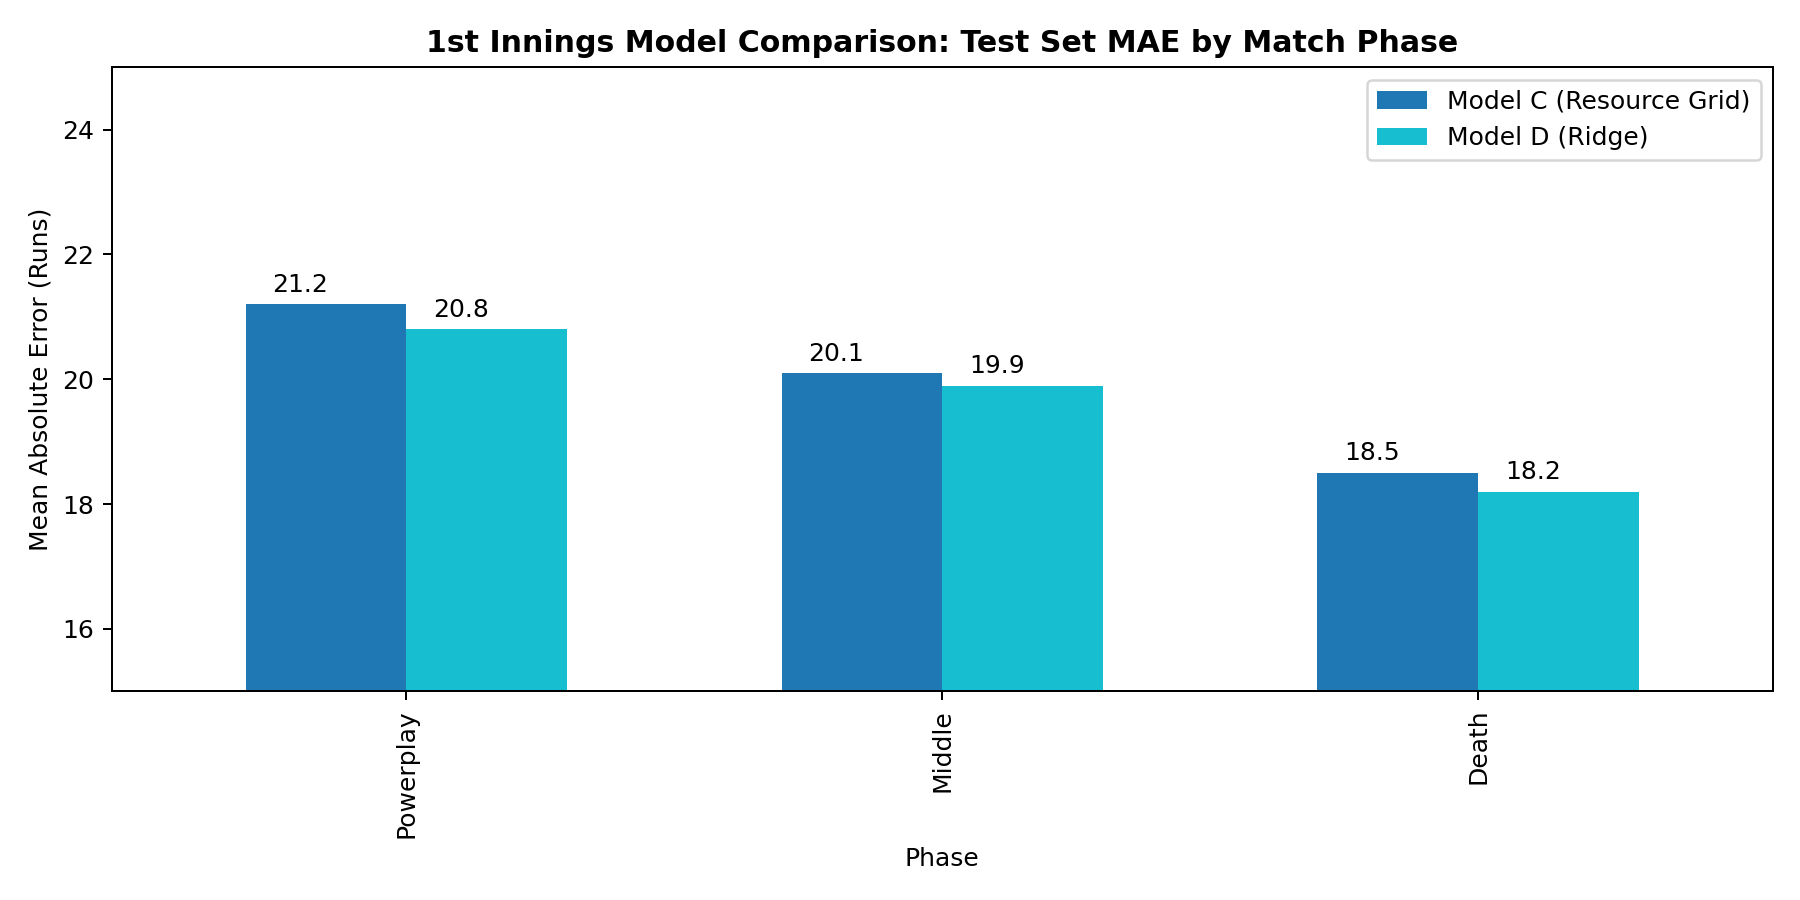 1st Innings Model Comparison: Test Set MAE by Match Phase
Model C (Resource Grid)
Model D (Ridge)
Mean Absolute Error (Runs)
24
22
20
18
16
21.2
20.8
20.1
19.9
18.5
18.2
Powerplay
Middle
Death
Phase